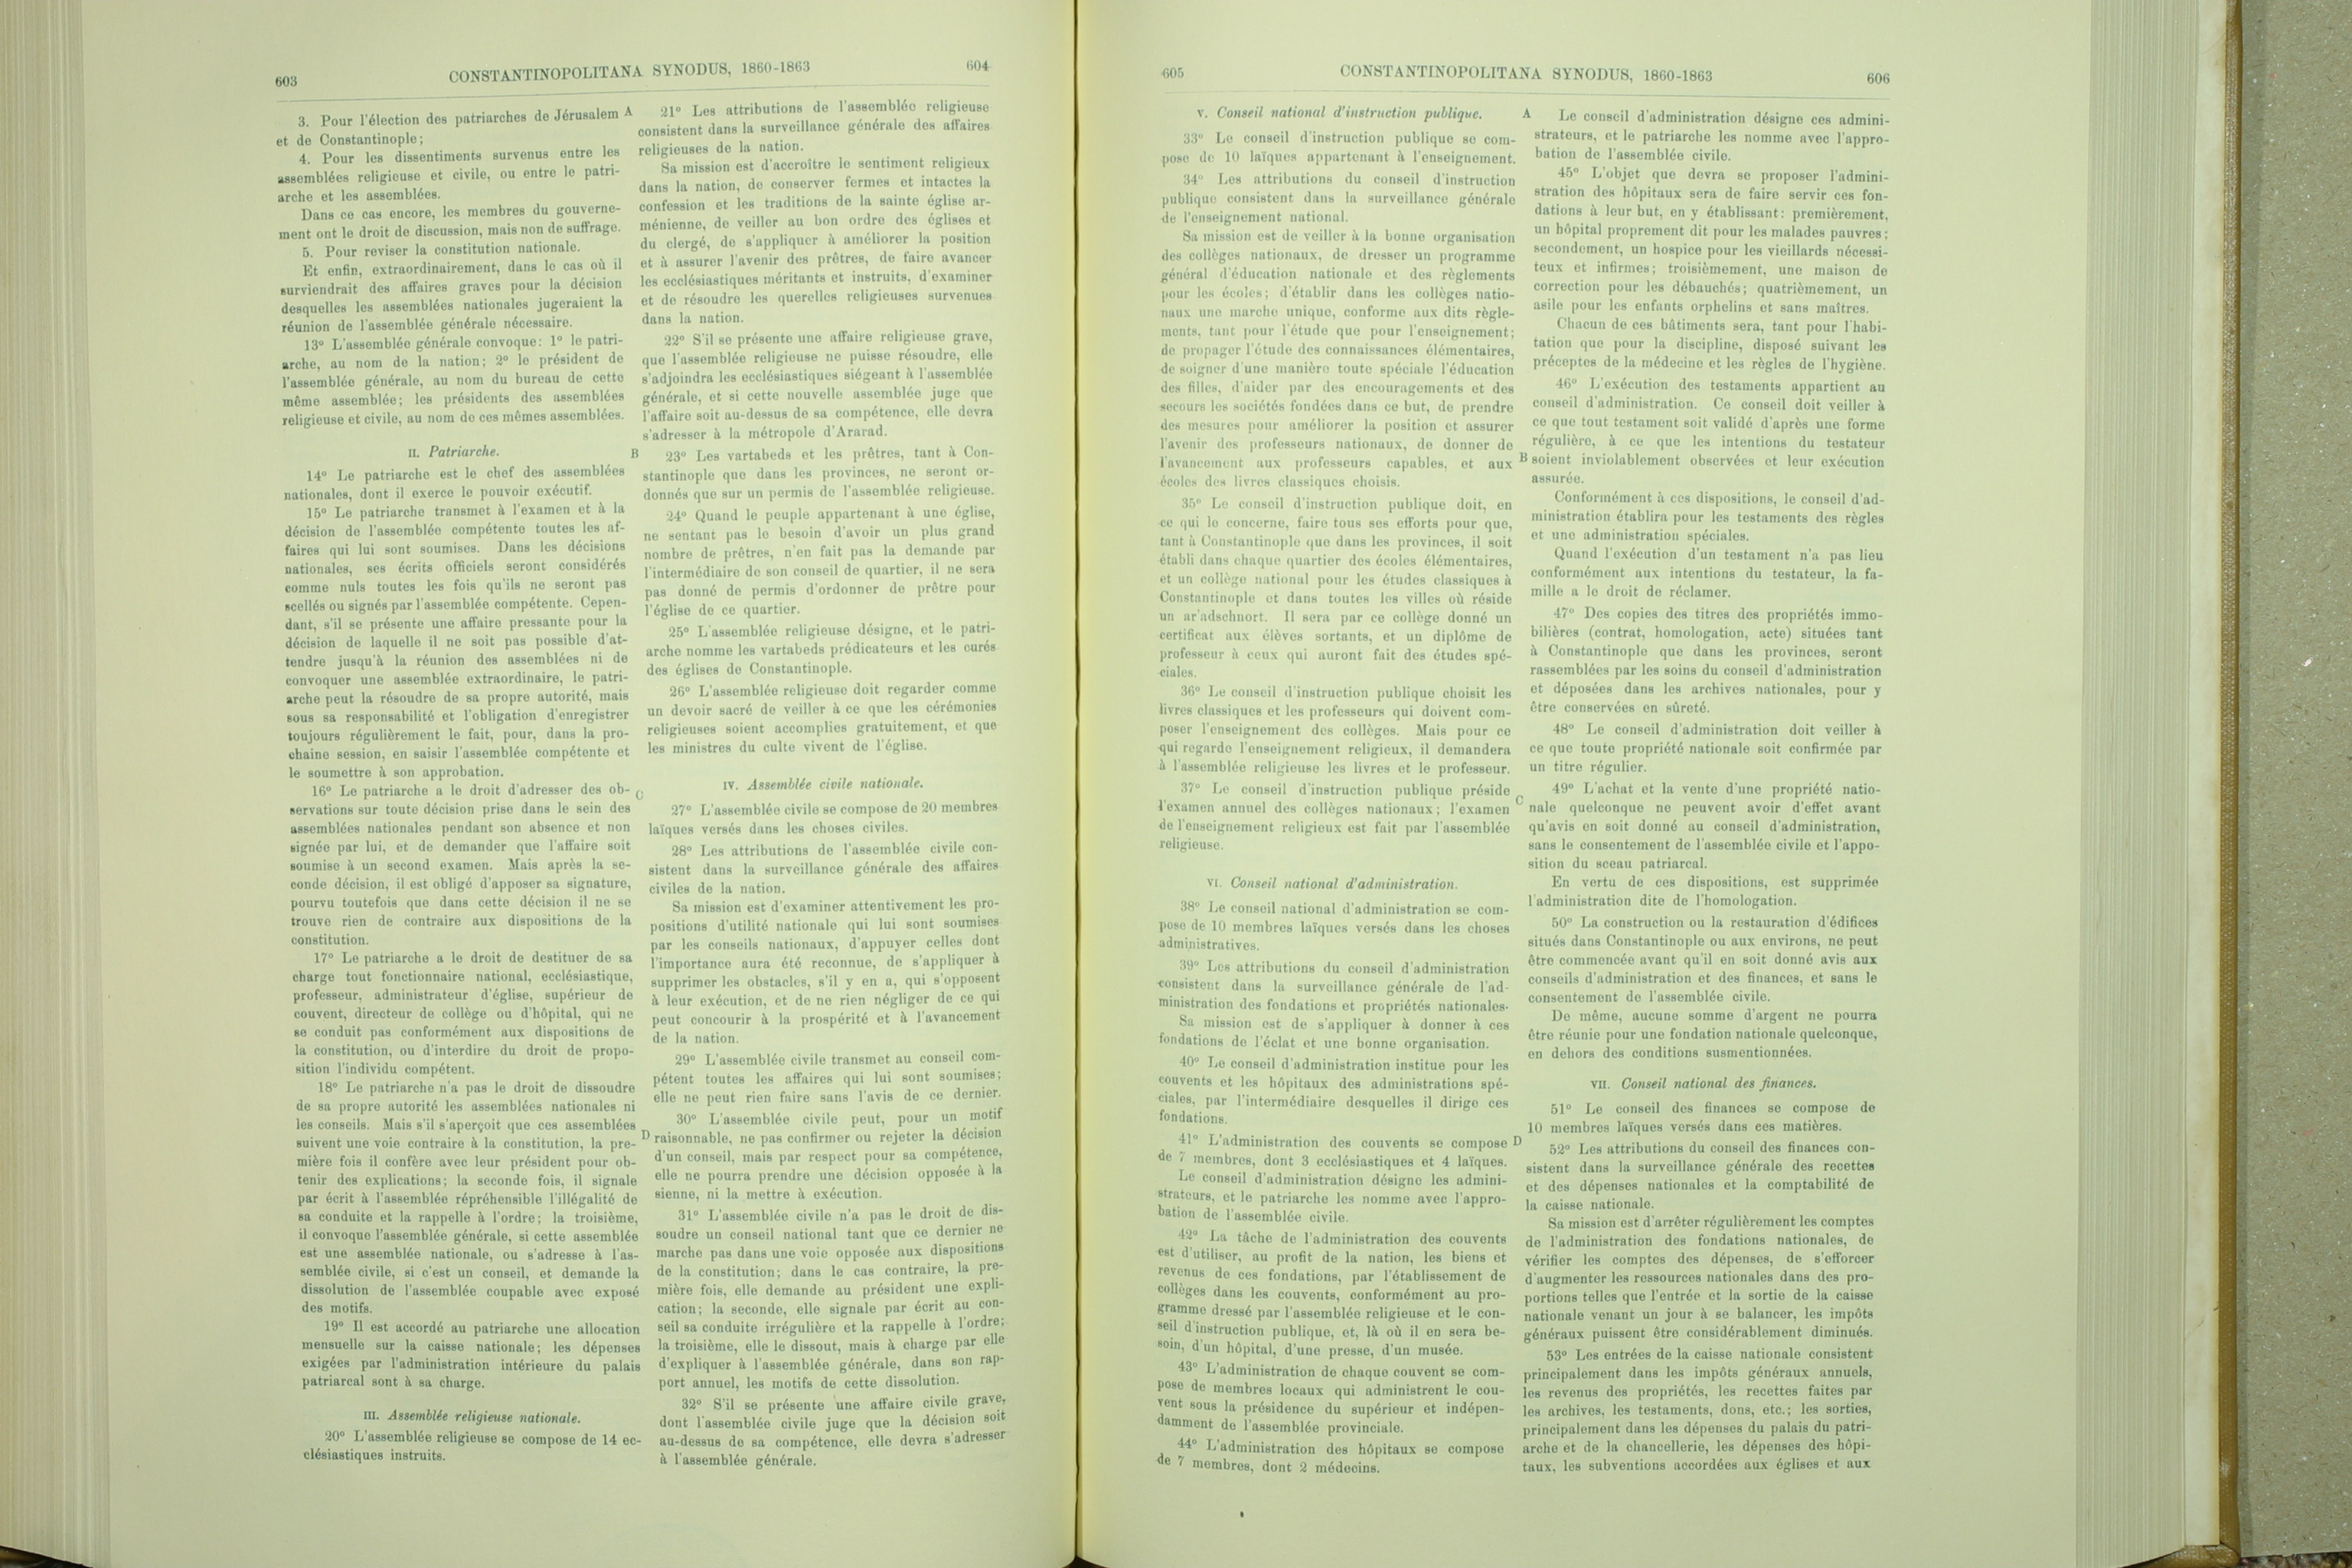 603
CONSTANTINOPOLITANA SYNODUS, 1860-1863
604
3. Pour l'élection des patriarches de Jérusalem A
et de Constantinople;
4. Pour les dissentiments survenus entre les
assemblées religieuse et civile, ou entre le patri-
arche et les assemblées.
Dans ce cas encore, les membres du gouverne-
ment ont le droit de discussion, mais non de suffrage.
5. Pour reviser la constitution nationale.
Et enfin, extraordinairement, dans le cas où il
surviendrait des affaires graves pour la décision
desquelles les assemblées nationales jugeraient la
réunion de l'assemblée générale nécessaire.
13° L'assemblée générale convoque: 1° le patri-
arche, au nom de la nation; 2° le président de
l'assemblée générale, au nom du bureau de cette
même assemblée; les présidents des assemblées
religieuse et civile, au nom de ces mêmes assemblées.
II. Patriarche. B
14° Le patriarche est le chef des assemblées
nationales, dont il exerce le pouvoir exécutif.
15° Le patriarche transmet à l'examen et à la
décision de l'assemblée compétente toutes les af-
faires qui lui sont soumises. Dans les décisions
nationales, ses écrits officiels seront considérés
comme nuls toutes les fois qu'ils ne seront pas
scellés ou signés par l'assemblée compétente. Cepen-
dant, s'il se présente une affaire pressante pour la
décision de laquelle il ne soit pas possible d'at-
tendre jusqu'à la réunion des assemblées ni de
convoquer une assemblée extraordinaire, le patri-
arche peut la résoudre de sa propre autorité, mais
sous sa responsabilité et l'obligation d'enregistrer
toujours régulièrement le fait, pour, dans la pro-
chaine session, en saisir l'assemblée compétente et
le soumettre à son approbation.
16° Le patriarche a le droit d'adresser des ob- C
servations sur toute décision prise dans le sein des
assemblées nationales pendant son absence et non
signée par lui, et de demander que l'affaire soit
soumise à un second examen. Mais après la se-
conde décision, il est obligé d'apposer sa signature,
pourvu toutefois que dans cette décision il ne se
trouve rien de contraire aux dispositions de la
constitution.
17° Le patriarche a le droit de destituer de sa
charge tout fonctionnaire national, ecclésiastique,
professeur, administrateur d'église, supérieur de
couvent, directeur de collège ou d'hôpital, qui ne
se conduit pas conformément aux dispositions de
la constitution, ou d'interdire du droit de propo-
sition l'individu compétent.
18° Le patriarche n'a pas le droit de dissoudre
de sa propre autorité les assemblées nationales ni
les conseils. Mais s'il s'aperçoit que ces assemblées
suivent une voie contraire à la constitution, la pre- D
mière fois il confère avec leur président pour ob-
tenir des explications; la seconde fois, il signale
par écrit à l'assemblée répréhensible l'illégalité de
sa conduite et la rappelle à l'ordre; la troisième,
il convoque l'assemblée générale, si cette assemblée
est une assemblée nationale, ou s'adresse à l'as-
semblée civile, si c'est un conseil, et demande la
dissolution de l'assemblée coupable avec exposé
des motifs.
19° Il est accordé au patriarche une allocation
mensuelle sur la caisse nationale; les dépenses
exigées par l'administration intérieure du palais
patriarcal sont à sa charge.
III. Assemblée religieuse nationale.
20° L'assemblée religieuse se compose de 14 ec-
clésiastiques instruits.
21° Les attributions de l'assemblée religieuse
consistent dans la surveillance générale des affaires
religieuses de la nation.
Sa mission est d'accroître le sentiment religieux
dans la nation, de conserver fermes et intactes la
confession et les traditions de la sainte église ar-
ménienne, de veiller au bon ordre des églises et
du clergé, de s'appliquer à améliorer la position
et à assurer l'avenir des prêtres, de faire avancer
les ecclésiastiques méritants et instruits, d'examiner
et de résoudre les querelles religieuses survenues
dans la nation.
22° S'il se présente une affaire religieuse grave,
que l'assemblée religieuse ne puisse résoudre, elle
s'adjoindra les ecclésiastiques siégeant à l'assemblée
générale, et si cette nouvelle assemblée juge que
l'affaire soit au-dessus de sa compétence, elle devra
s'adresser à la métropole d'Ararad.
23° Les vartabeds et les prêtres, tant à Con-
stantinople que dans les provinces, ne seront or-
donnés que sur un permis de l'assemblée religieuse.
24° Quand le peuple appartenant à une église,
ne sentant pas le besoin d'avoir un plus grand
nombre de prêtres, n'en fait pas la demande par
l'intermédiaire de son conseil de quartier, il ne sera
pas donné de permis d'ordonner de prêtre pour
l'église de ce quartier.
25° L'assemblée religieuse désigne, et le patri-
arche nomme les vartabeds prédicateurs et les curés
des églises de Constantinople.
26° L'assemblée religieuse doit regarder comme
un devoir sacré de veiller à ce que les cérémonies
religieuses soient accomplies gratuitement, et que
les ministres du culte vivent de l'église.
IV. Assemblée civile nationale.
27° L'assemblée civile se compose de 20 membres
laïques versés dans les choses civiles.
28° Les attributions de l'assemblée civile con-
sistent dans la surveillance générale des affaires
civiles de la nation.
Sa mission est d'examiner attentivement les pro-
positions d'utilité nationale qui lui sont soumises
par les conseils nationaux, d'appuyer celles dont
l'importance aura été reconnue, de s'appliquer à
supprimer les obstacles, s'il y en a, qui s'opposent
à leur exécution, et de ne rien négliger de ce qui
peut concourir à la prospérité et à l'avancement
de la nation.
29° L'assemblée civile transmet au conseil com-
pétent toutes les affaires qui lui sont soumises;
elle ne peut rien faire sans l'avis de ce dernier.
30° L'assemblée civile peut, pour un motif
raisonnable, ne pas confirmer ou rejeter la décision
d'un conseil, mais par respect pour sa compétence,
elle ne pourra prendre une décision opposée à la
sienne, ni la mettre à exécution.
31° L'assemblée civile n'a pas le droit de dis-
soudre un conseil national tant que ce dernier ne
marche pas dans une voie opposée aux dispositions
de la constitution; dans le cas contraire, la pre-
mière fois, elle demande au président une expli-
cation; la seconde, elle signale par écrit au con-
seil sa conduite irrégulière et la rappelle à l'ordre;
la troisième, elle le dissout, mais à charge par elle
d'expliquer à l'assemblée générale, dans son rap-
port annuel, les motifs de cette dissolution.
32° S'il se présente une affaire civile grave,
dont l'assemblée civile juge que la décision soit
au-dessus de sa compétence, elle devra s'adresser
à l'assemblée générale.
605
CONSTANTINOPOLITANA SYNODUS, 1860-1863
606
V. Conseil national d'instruction publique. A
33° Le conseil d'instruction publique se com-
pose de 10 laïques appartenant à l'enseignement.
34° Les attributions du conseil d'instruction
publique consistent dans la surveillance générale
de l'enseignement national.
Sa mission est de veiller à la bonne organisation
des collèges nationaux, de dresser un programme
général d'éducation nationale et des règlements
pour les écoles; d'établir dans les collèges natio-
naux une marche unique, conforme aux dits règle-
ments, tant pour l'étude que pour l'enseignement;
de propager l'étude des connaissances élémentaires,
de soigner d'une manière toute spéciale l'éducation
des filles, d'aider par des encouragements et des
secours les sociétés fondées dans ce but, de prendre
des mesures pour améliorer la position et assurer
l'avenir des professeurs nationaux, de donner de
l'avancement aux professeurs capables, et aux B
écoles des livres classiques choisis.
35° Le conseil d'instruction publique doit, en
ce qui le concerne, faire tous ses efforts pour que,
tant à Constantinople que dans les provinces, il soit
établi dans chaque quartier des écoles élémentaires,
et un collège national pour les études classiques à
Constantinople et dans toutes les villes où réside
un ar'adschnort. Il sera par ce collège donné un
certificat aux élèves sortants, et un diplôme de
professeur à ceux qui auront fait des études spé-
ciales.
36° Le conseil d'instruction publique choisit les
livres classiques et les professeurs qui doivent com-
poser l'enseignement des collèges. Mais pour ce
qui regarde l'enseignement religieux, il demandera
à l'assemblée religieuse les livres et le professeur.
37° Le conseil d'instruction publique préside
l'examen annuel des collèges nationaux; l'examen C
de l'enseignement religieux est fait par l'assemblée
religieuse.
VI. Conseil national d'administration.
38° Le conseil national d'administration se com-
pose de 10 membres laïques versés dans les choses
administratives.
39° Les attributions du conseil d'administration
consistent dans la surveillance générale de l'ad-
ministration des fondations et propriétés nationales.
Sa mission est de s'appliquer à donner à ces
fondations de l'éclat et une bonne organisation.
40° Le conseil d'administration institue pour les
couvents et les hôpitaux des administrations spé-
ciales, par l'intermédiaire desquelles il dirige ces
fondations.
41° L'administration des couvents se compose D
de 7 membres, dont 3 ecclésiastiques et 4 laïques.
Le conseil d'administration désigne les admini-
strateurs, et le patriarche les nomme avec l'appro-
bation de l'assemblée civile.
42° La tâche de l'administration des couvents
est d'utiliser, au profit de la nation, les biens et
revenus de ces fondations, par l'établissement de
collèges dans les couvents, conformément au pro-
gramme dressé par l'assemblée religieuse et le con-
seil d'instruction publique, et, là où il en sera be-
soin, d'un hôpital, d'une presse, d'un musée.
43° L'administration de chaque couvent se com-
pose de membres locaux qui administrent le cou-
vent sous la présidence du supérieur et indépen-
damment de l'assemblée provinciale.
44° L'administration des hôpitaux se compose
de 7 membres, dont 2 médecins.
Le conseil d'administration désigne ces admini-
strateurs, et le patriarche les nomme avec l'appro-
bation de l'assemblée civile.
45° L'objet que devra se proposer l'admini-
stration des hôpitaux sera de faire servir ces fon-
dations à leur but, en y établissant: premièrement,
un hôpital proprement dit pour les malades pauvres;
secondement, un hospice pour les vieillards nécessi-
teux et infirmes; troisièmement, une maison de
correction pour les débauchés; quatrièmement, un
asile pour les enfants orphelins et sans maîtres.
Chacun de ces bâtiments sera, tant pour l'habi-
tation que pour la discipline, disposé suivant les
préceptes de la médecine et les règles de l'hygiène.
46° L'exécution des testaments appartient au
conseil d'administration. Ce conseil doit veiller à
ce que tout testament soit validé d'après une forme
régulière, à ce que les intentions du testateur
soient inviolablement observées et leur exécution
assurée.
Conformément à ces dispositions, le conseil d'ad-
ministration établira pour les testaments des règles
et une administration spéciales.
Quand l'exécution d'un testament n'a pas lieu
conformément aux intentions du testateur, la fa-
mille a le droit de réclamer.
47° Des copies des titres des propriétés immo-
bilières (contrat, homologation, acte) situées tant
à Constantinople que dans les provinces, seront
rassemblées par les soins du conseil d'administration
et déposées dans les archives nationales, pour y
être conservées en sûreté.
48° Le conseil d'administration doit veiller à
ce que toute propriété nationale soit confirmée par
un titre régulier.
49° L'achat et la vente d'une propriété natio-
nale quelconque ne peuvent avoir d'effet avant
qu'avis en soit donné au conseil d'administration,
sans le consentement de l'assemblée civile et l'appo-
sition du sceau patriarcal.
En vertu de ces dispositions, est supprimée
l'administration dite de l'homologation.
50° La construction ou la restauration d'édifices
situés dans Constantinople ou aux environs, ne peut
être commencée avant qu'il en soit donné avis aux
conseils d'administration et des finances, et sans le
consentement de l'assemblée civile.
De même, aucune somme d'argent ne pourra
être réunie pour une fondation nationale quelconque,
en dehors des conditions susmentionnées.
VII. Conseil national des finances.
51° Le conseil des finances se compose de
10 membres laïques versés dans ces matières.
52° Les attributions du conseil des finances con-
sistent dans la surveillance générale des recettes
et des dépenses nationales et la comptabilité de
la caisse nationale.
Sa mission est d'arrêter régulièrement les comptes
de l'administration des fondations nationales, de
vérifier les comptes des dépenses, de s'efforcer
d'augmenter les ressources nationales dans des pro-
portions telles que l'entrée et la sortie de la caisse
nationale venant un jour à se balancer, les impôts
généraux puissent être considérablement diminués.
53° Les entrées de la caisse nationale consistent
principalement dans les impôts généraux annuels,
les revenus des propriétés, les recettes faites par
les archives, les testaments, dons, etc.; les sorties,
principalement dans les dépenses du palais du patri-
arche et de la chancellerie, les dépenses des hôpi-
taux, les subventions accordées aux églises et aux